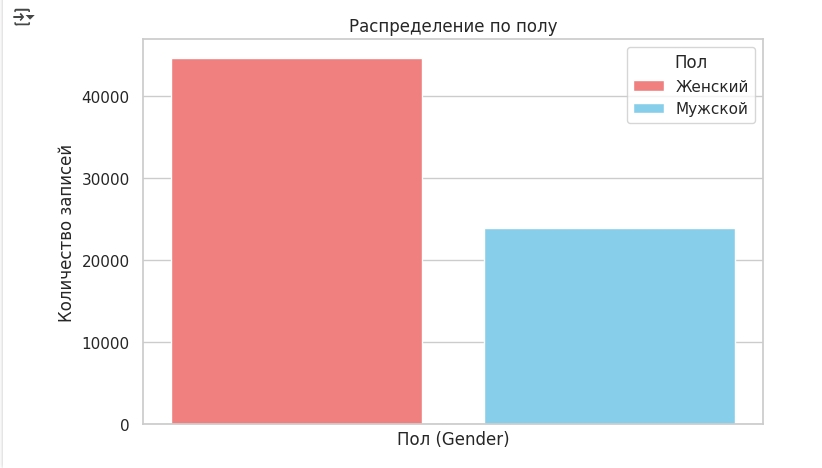 Распределение по полу
Пол
Женский
Мужской
Количество записей
40000
30000
20000
10000
0
Пол (Gender)